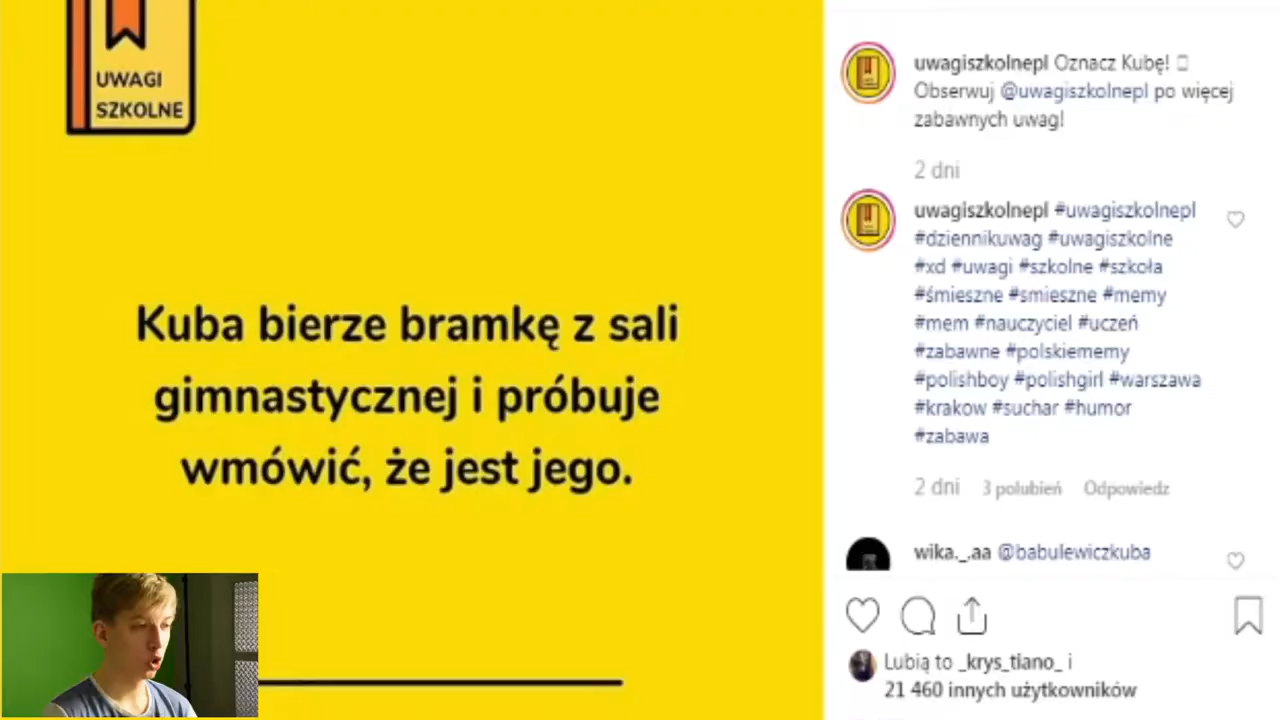 UWAGI
SZKOLNE
Kuba bierze bramkę z sali
gimnastycznej i próbuje
wmówić, że jest jego.
uwagiszkolnepl Oznacz Kubę!
Obserwuj @uwagiszkolnepl po więcej
zabawnych uwag!
2 dni
uwagiszkolnepl #uwagiszkolnepl
#dziennikuwag #uwagiszkolne
#xd #uwagi #szkolne #szkoła
#śmieszne #smieszne #memy
#mem #nauczyciel #uczeń
#zabawne #polskiememy
#polishboy #polishgirl #warszawa
#krakow #suchar #humor
#zabawa
2 dni 3 polubień Odpowiedz
wika._.aa @babulewiczkuba
Lubią to _krys_tiano_ i
21 460 innych użytkowników